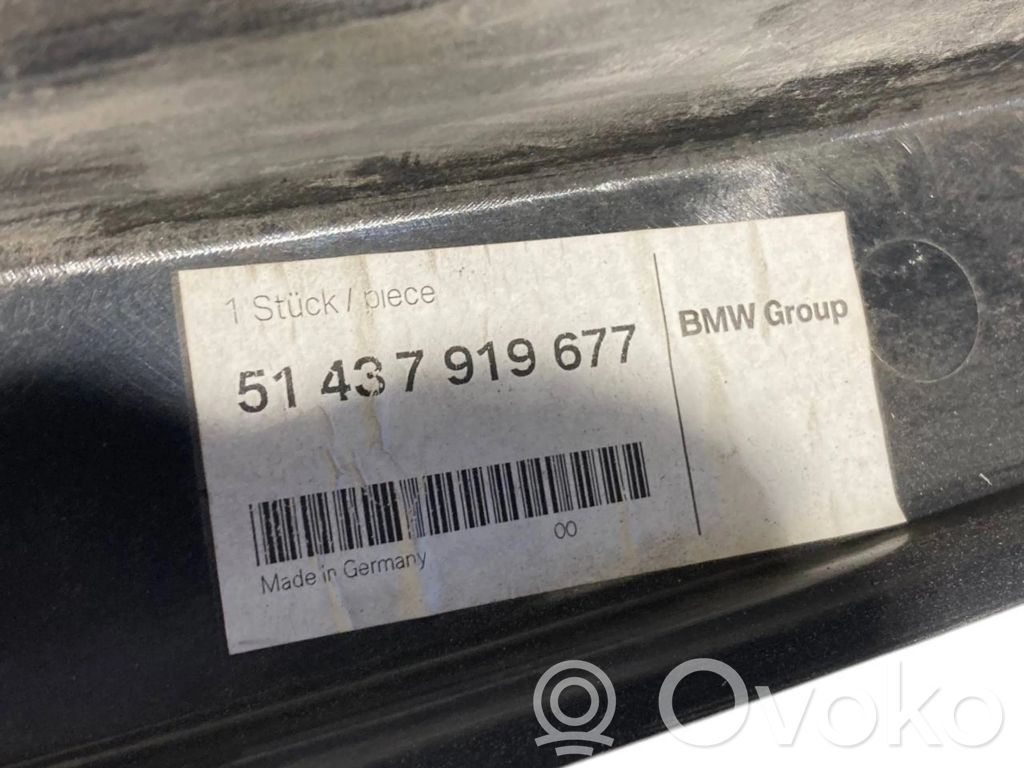 1 Stück / piece
51 43 7 919 677
BMW Group
00
Made in Germany
Ovoko